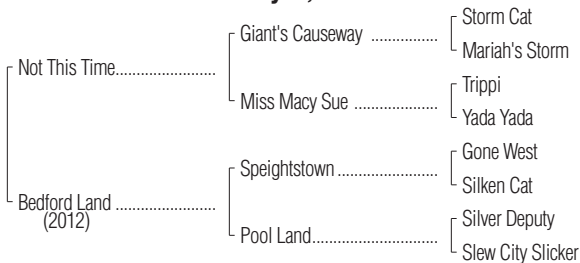 Storm Cat
Giant's Causeway ................
Mariah's Storm
Not This Time.......................
Trippi
Miss Macy Sue ...................
Yada Yada
Gone West
Speightstown .......................
Silken Cat
Bedford Land .......................
(2012)
Silver Deputy
Pool Land.............................
Slew City Slicker